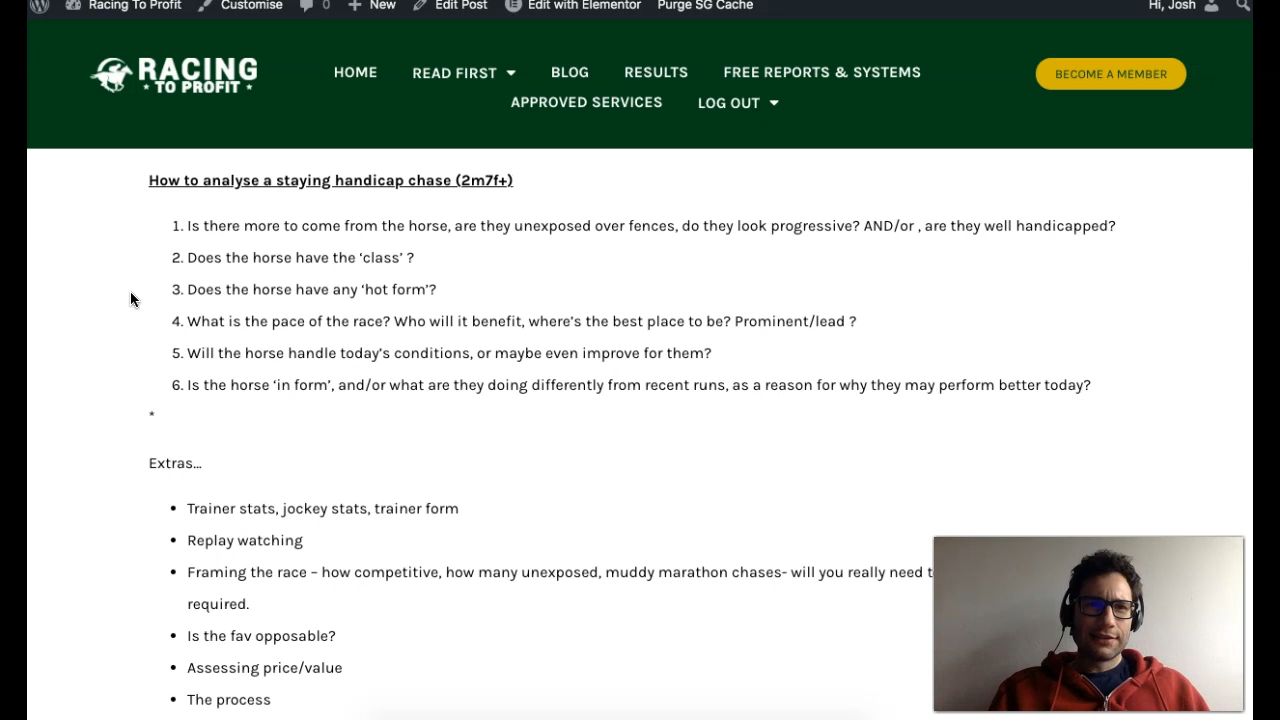 Racing To Profit Customise 0 New Edit Post Edit with Elementor Purge SG Cache Hi, Josh
RACING
TO PROFIT
HOME READ FIRST BLOG RESULTS FREE REPORTS & SYSTEMS
APPROVED SERVICES LOG OUT
BECOME A MEMBER
How to analyse a staying handicap chase (2m7f+)
1. Is there more to come from the horse, are they unexposed over fences, do they look progressive? AND/or , are they well handicapped?
2. Does the horse have the ‘class’ ?
3. Does the horse have any ‘hot form’?
4. What is the pace of the race? Who will it benefit, where’s the best place to be? Prominent/lead ?
5. Will the horse handle today’s conditions, or maybe even improve for them?
6. Is the horse ‘in form’, and/or what are they doing differently from recent runs, as a reason for why they may perform better today?
*
Extras…
• Trainer stats, jockey stats, trainer form
• Replay watching
• Framing the race – how competitive, how many unexposed, muddy marathon chases- will you really need
required.
• Is the fav opposable?
• Assessing price/value
• The process